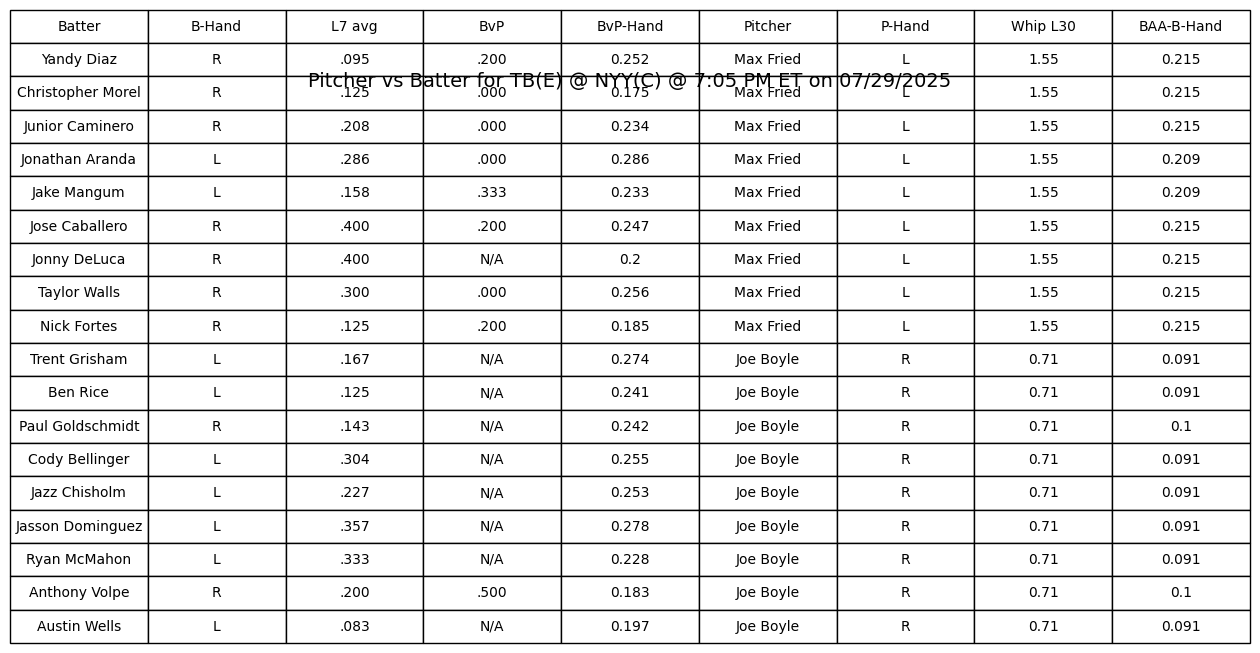 Batter B-Hand L7 avg BvP BvP-Hand Pitcher P-Hand Whip L30 BAA-B-Hand
Yandy Diaz R .095 .200 0.252 Max Fried L 1.55 0.215
Pitcher vs Batter for TB(E) @ NYY(C) @ 7:05 PM ET on 07/29/2025
Christopher Morel R .125 .000 0.175 Max Fried L 1.55 0.215
Junior Caminero R .208 .000 0.234 Max Fried L 1.55 0.215
Jonathan Aranda L .286 .000 0.286 Max Fried L 1.55 0.209
Jake Mangum L .158 .333 0.233 Max Fried L 1.55 0.209
Jose Caballero R .400 .200 0.247 Max Fried L 1.55 0.215
Jonny DeLuca R .400 N/A 0.2 Max Fried L 1.55 0.215
Taylor Walls R .300 .000 0.256 Max Fried L 1.55 0.215
Nick Fortes R .125 .200 0.185 Max Fried L 1.55 0.215
Trent Grisham L .167 N/A 0.274 Joe Boyle R 0.71 0.091
Ben Rice L .125 N/A 0.241 Joe Boyle R 0.71 0.091
Paul Goldschmidt R .143 N/A 0.242 Joe Boyle R 0.71 0.1
Cody Bellinger L .304 N/A 0.255 Joe Boyle R 0.71 0.091
Jazz Chisholm L .227 N/A 0.253 Joe Boyle R 0.71 0.091
Jasson Dominguez L .357 N/A 0.278 Joe Boyle R 0.71 0.091
Ryan McMahon L .333 N/A 0.228 Joe Boyle R 0.71 0.091
Anthony Volpe R .200 .500 0.183 Joe Boyle R 0.71 0.1
Austin Wells L .083 N/A 0.197 Joe Boyle R 0.71 0.091